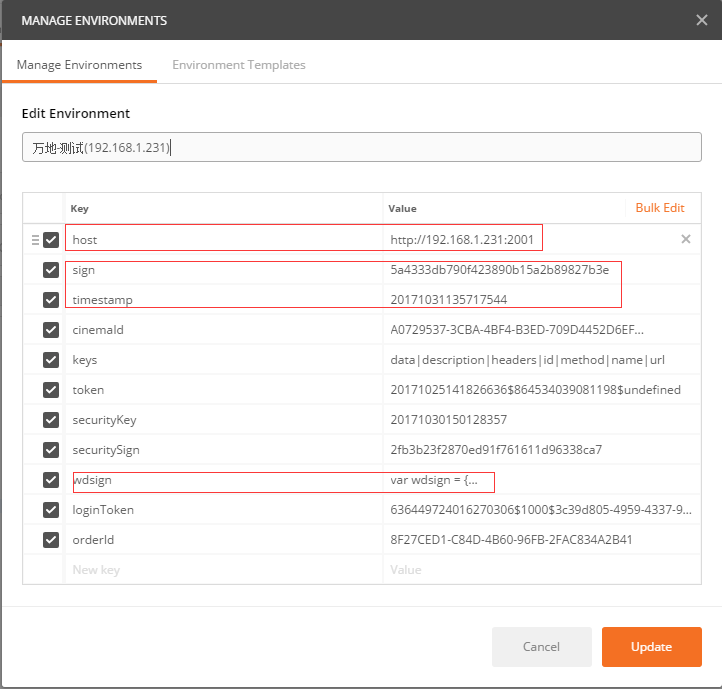 MANAGE ENVIRONMENTS
Manage Environments Environment Templates
Edit Environment
万地-测试(192.168.1.231)
Key Value Bulk Edit
host http://192.168.1.231:2001
sign 5a4333db790f423890b15a2b89827b3e
timestamp 20171031135717544
cinemaId A0729537-3CBA-4BF4-B3ED-709D4452D6EF...
keys data|description|headers|id|method|name|url
token 20171025141826636$864534039081198$undefined
securityKey 20171030150128357
securitySign 2fb3b23f2870ed91f761611d96338ca7
wdsign var wdsign = {...
loginToken 636449724016270306$1000$3c39d805-4959-4337-9...
orderId 8F27CED1-C84D-4B60-96FB-2FAC834A2B41
New key Value
Cancel Update